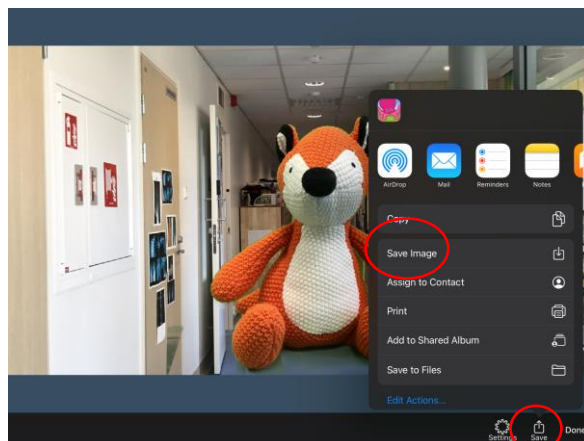 AirDrop
Mail
Reminders
Notes
Copy
Save Image
Assign to Contact
Print
Add to Shared Album
Save to Files
Edit Actions...
Settings
Save
Done